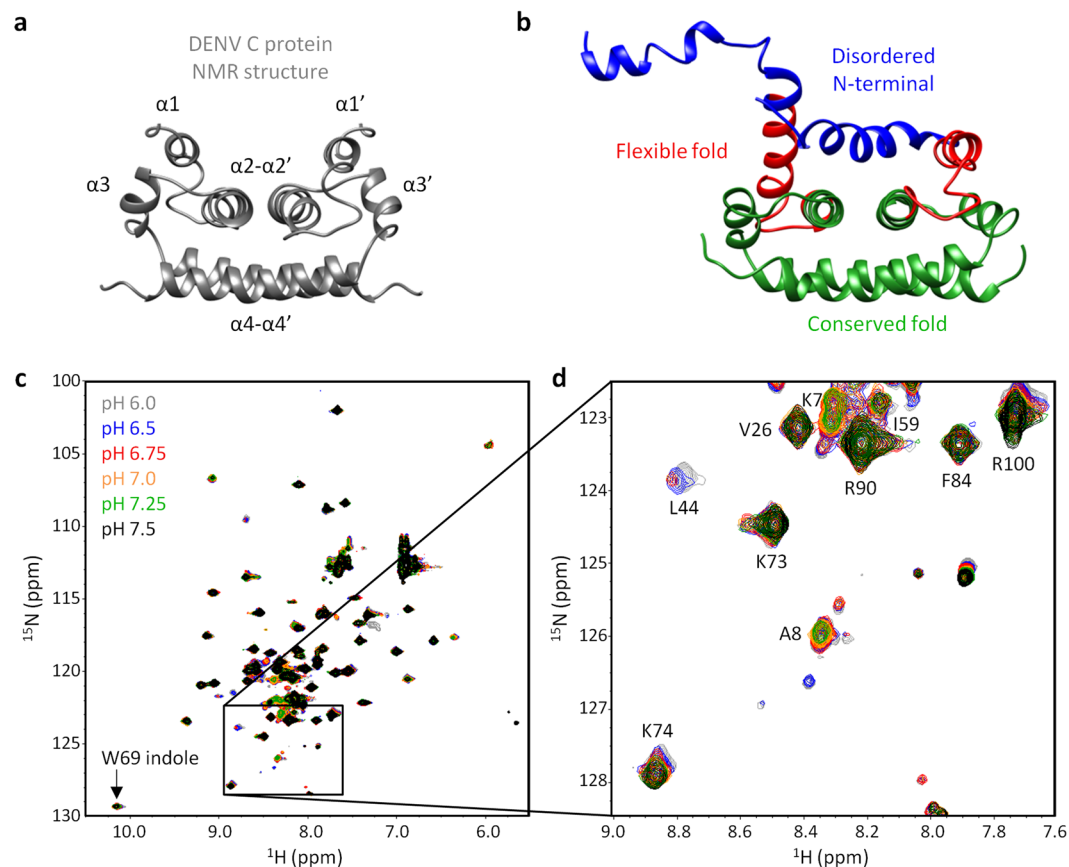 a
DENV C protein
NMR structure
α1
α1’
α2-α2’
α3
α3’
α4-α4’
b
Disordered
N-terminal
Flexible fold
Conserved fold
c
pH 6.0
pH 6.5
pH 6.75
pH 7.0
pH 7.25
pH 7.5
W69 indole
100
105
110
115
120
125
130
15N (ppm)
10.0
9.0
8.0
7.0
6.0
1H (ppm)
d
K7
V26
I59
R90
F84
R100
L44
K73
A8
K74
123
124
125
126
127
128
15N (ppm)
9.0
8.8
8.6
8.4
8.2
8.0
7.8
7.6
1H (ppm)